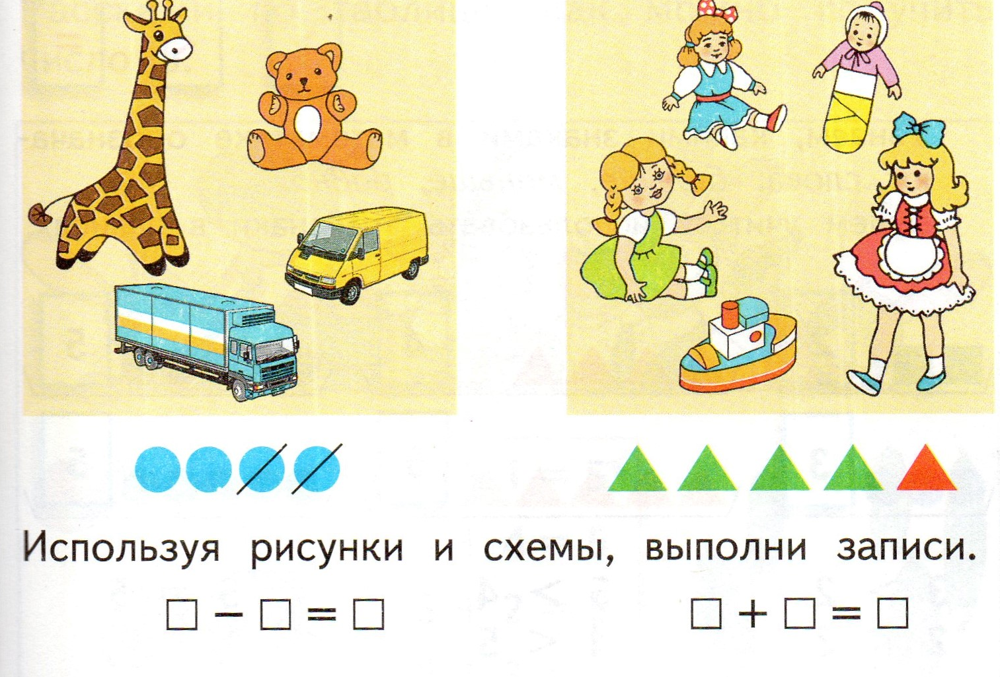 Используя рисунки и схемы, выполни записи.
□ − □ = □
□ + □ = □